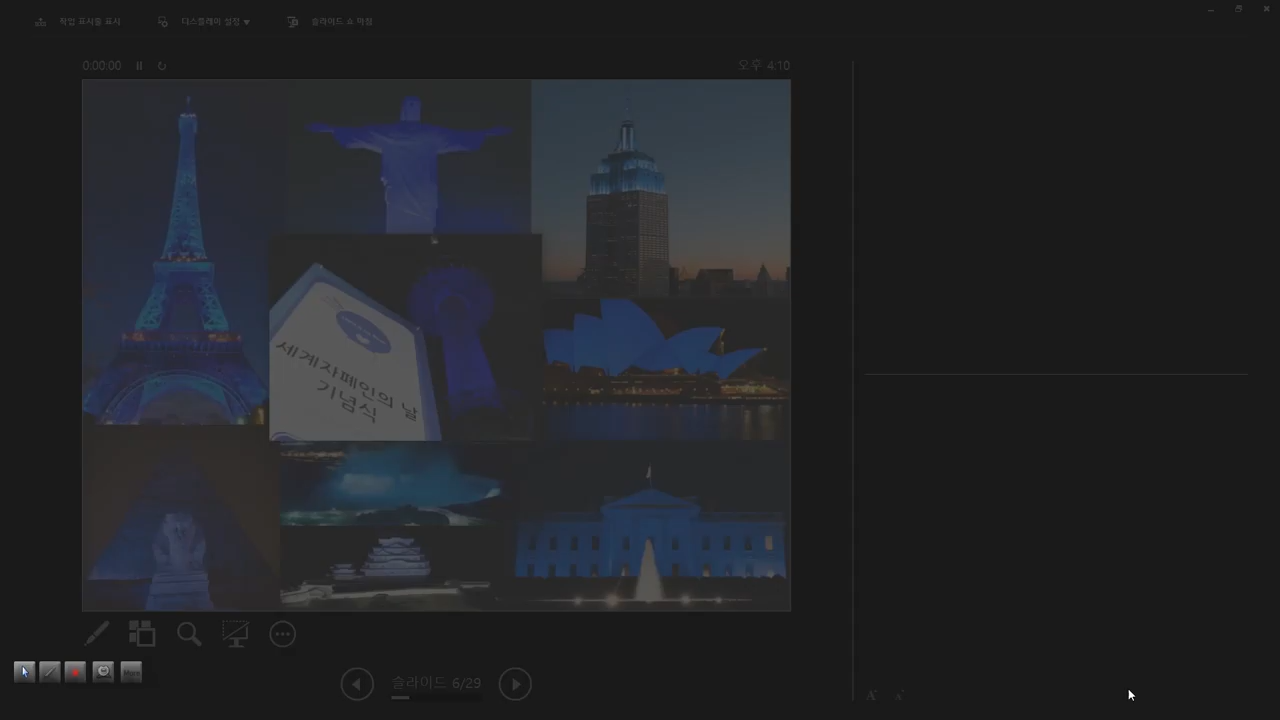 작업 표시줄 표시
디스플레이 설정 ▼
슬라이드 쇼 마침
0:00:00
오후 4:10
세계자폐인의 날
기념식
슬라이드 6/29
More